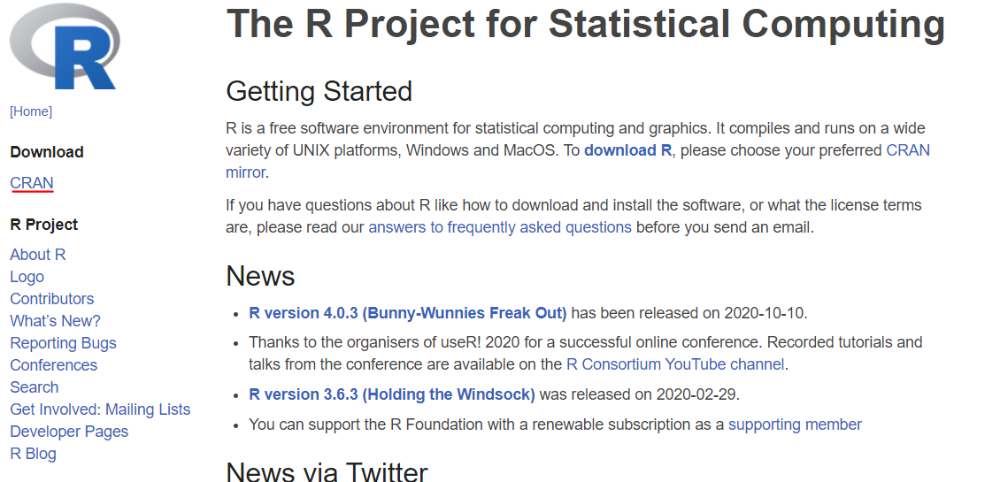 R
The R Project for Statistical Computing
[Home]
Download
CRAN
R Project
About R
Logo
Contributors
What's New?
Reporting Bugs
Conferences
Search
Get Involved: Mailing Lists
Developer Pages
R Blog
Getting Started
R is a free software environment for statistical computing and graphics. It compiles and runs on a wide
variety of UNIX platforms, Windows and MacOS. To download R, please choose your preferred CRAN
mirror.
If you have questions about R like how to download and install the software, or what the license terms
are, please read our answers to frequently asked questions before you send an email.
News
• R version 4.0.3 (Bunny-Wunnies Freak Out) has been released on 2020-10-10.
• Thanks to the organisers of useR! 2020 for a successful online conference. Recorded tutorials and
talks from the conference are available on the R Consortium YouTube channel.
• R version 3.6.3 (Holding the Windsock) was released on 2020-02-29.
• You can support the R Foundation with a renewable subscription as a supporting member
News via Twitter